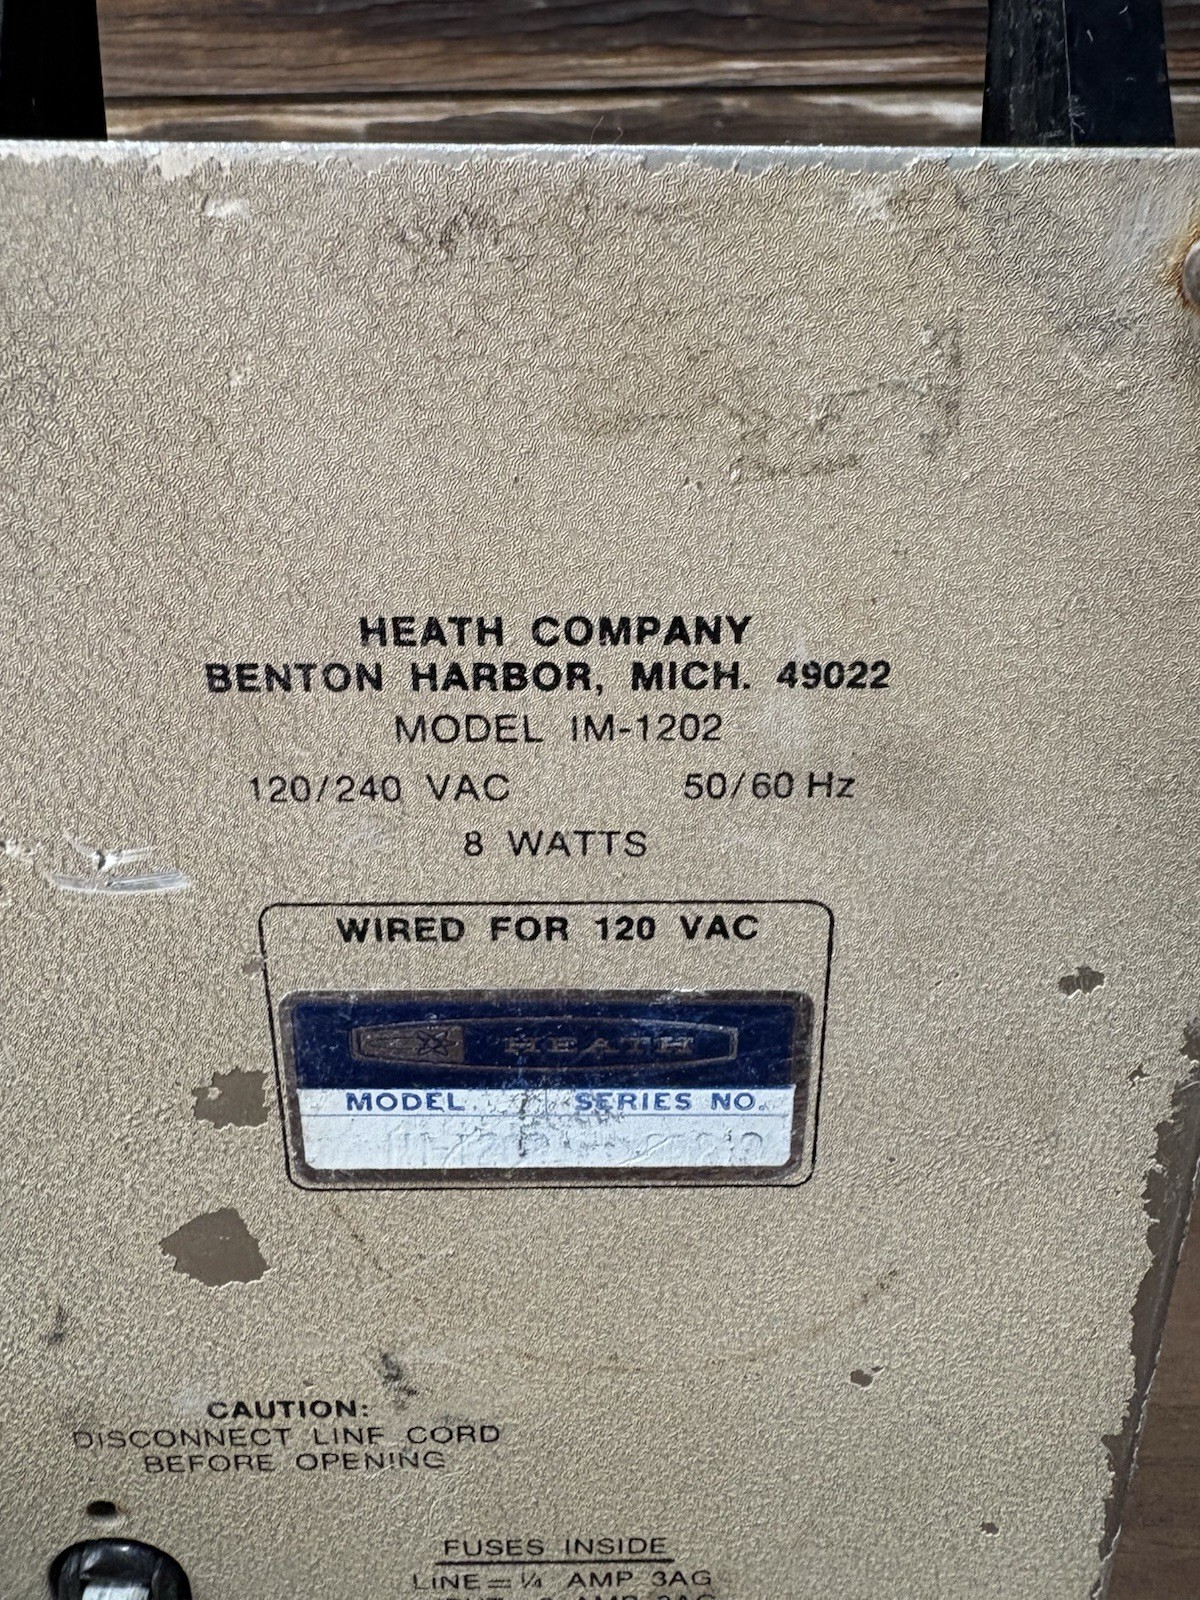 HEATH COMPANY
BENTON HARBOR, MICH. 49022
MODEL IM-1202
120/240 VAC 50/60 Hz
8 WATTS
WIRED FOR 120 VAC
HEATH
MODEL SERIES NO.
CAUTION:
DISCONNECT LINE CORD
BEFORE OPENING
FUSES INSIDE
LINE = 1/4 AMP 3AG